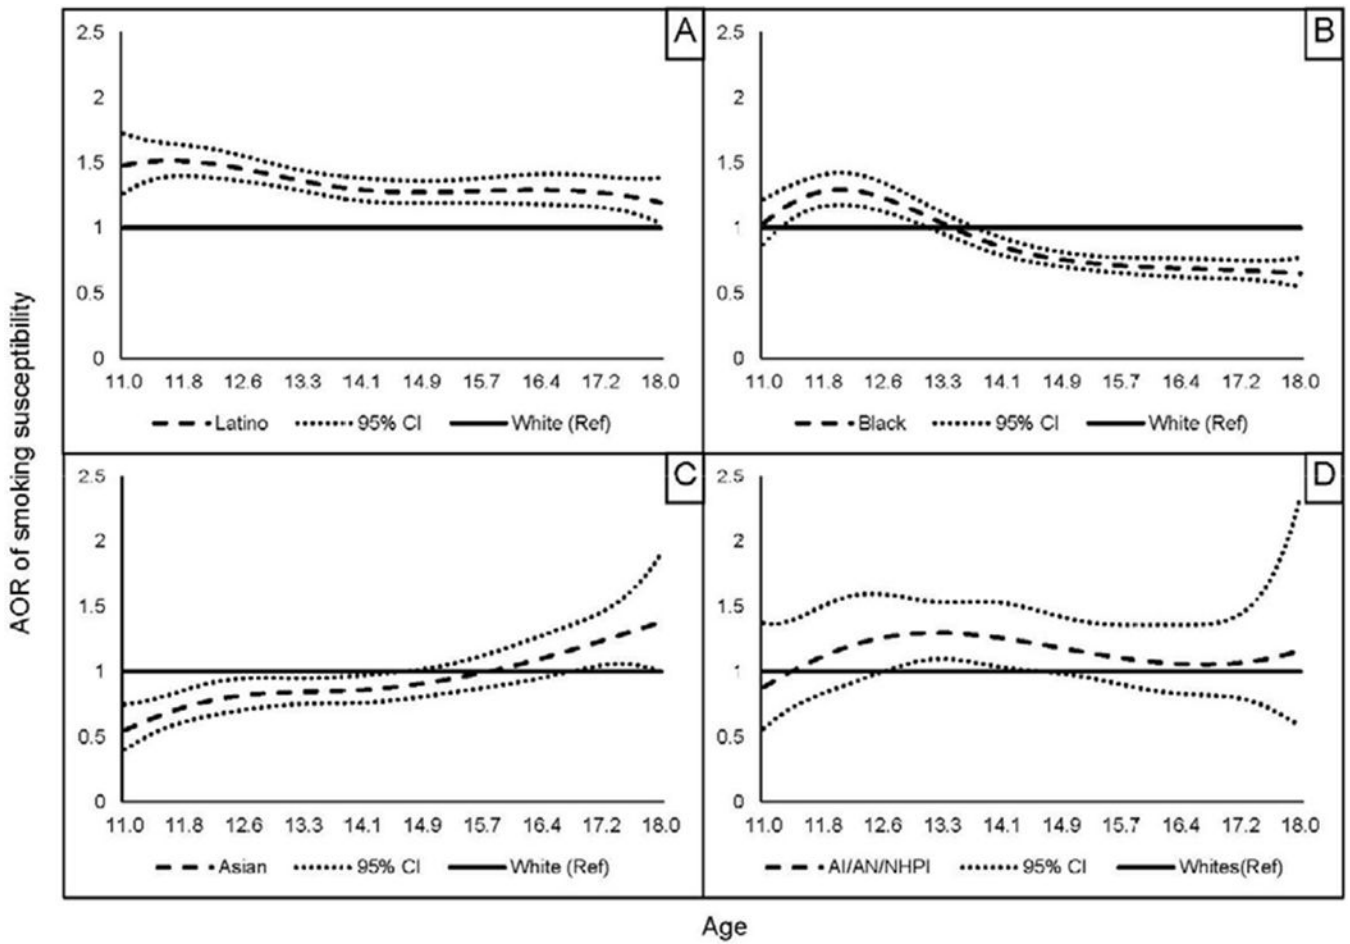 AOR of smoking susceptibility
A
2.5
2
1.5
1
0.5
0
11.0 11.8 12.6 13.3 14.1 14.9 15.7 16.4 17.2 18.0
Latino 95% CI White (Ref)
B
2.5
2
1.5
1
0.5
0
11.0 11.8 12.6 13.3 14.1 14.9 15.7 16.4 17.2 18.0
Black 95% CI White (Ref)
C
2.5
2
1.5
1
0.5
0
11.0 11.8 12.6 13.3 14.1 14.9 15.7 16.4 17.2 18.0
Asian 95% CI White (Ref)
D
2.5
2
1.5
1
0.5
0
11.0 11.8 12.6 13.3 14.1 14.9 15.7 16.4 17.2 18.0
AI/AN/NHPI 95% CI Whites(Ref)
Age